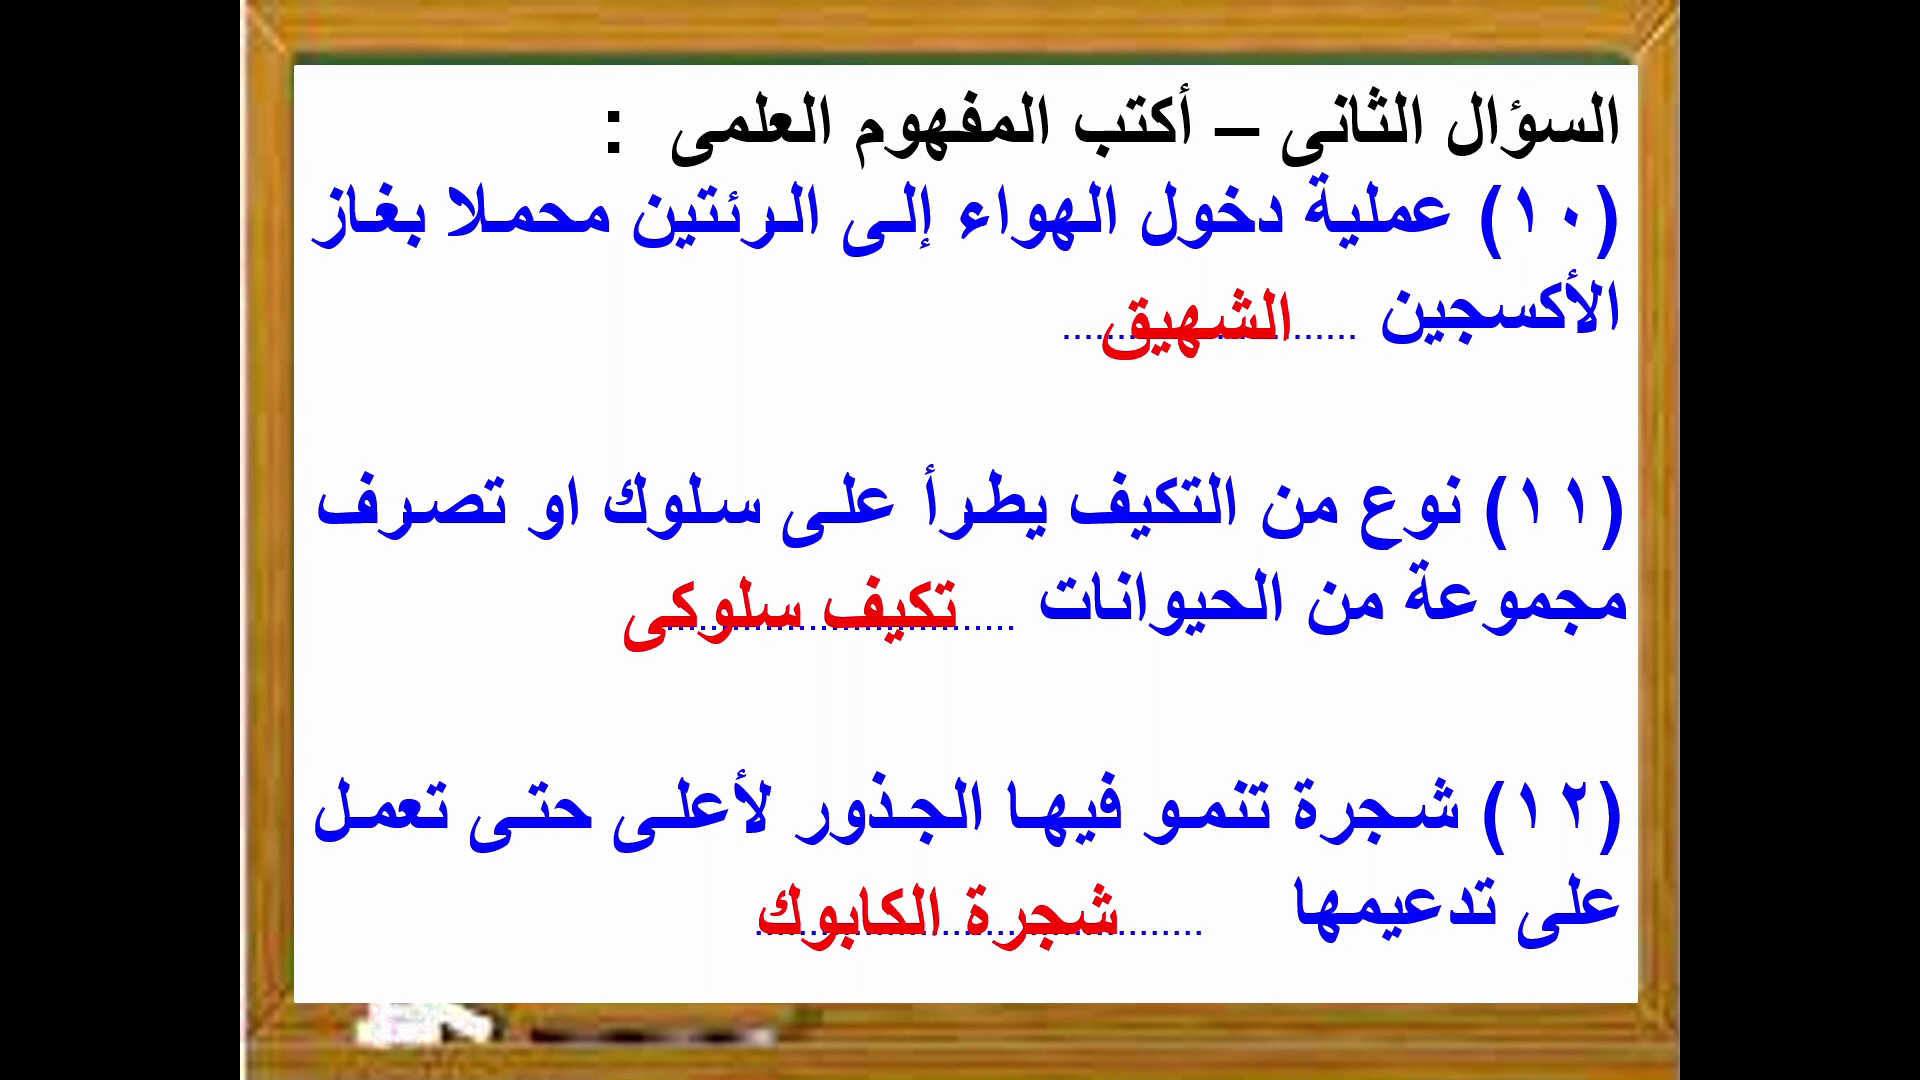 السؤال الثانى – أكتب المفهوم العلمى :
(١٠) عملية دخول الهواء إلى الرئتين محملا بغاز
الأكسجين ........الشهيق........
(١١) نوع من التكيف يطرأ على سلوك او تصرف
مجموعة من الحيوانات ........تكيف سلوكى
(١٢) شجرة تنمو فيها الجذور لأعلى حتى تعمل
على تدعيمها ........شجرة الكابوك